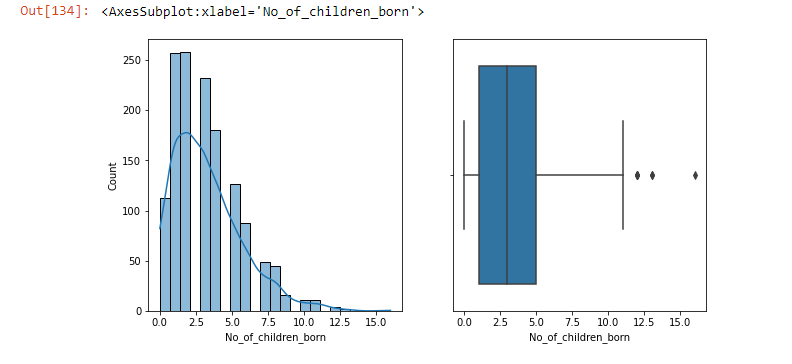 Out[134]: <AxesSubplot:xlabel='No_of_children_born'>
250
200
150
100
50
0
Count
0.0 2.5 5.0 7.5 10.0 12.5 15.0
No_of_children_born
0.0 2.5 5.0 7.5 10.0 12.5 15.0
No_of_children_born